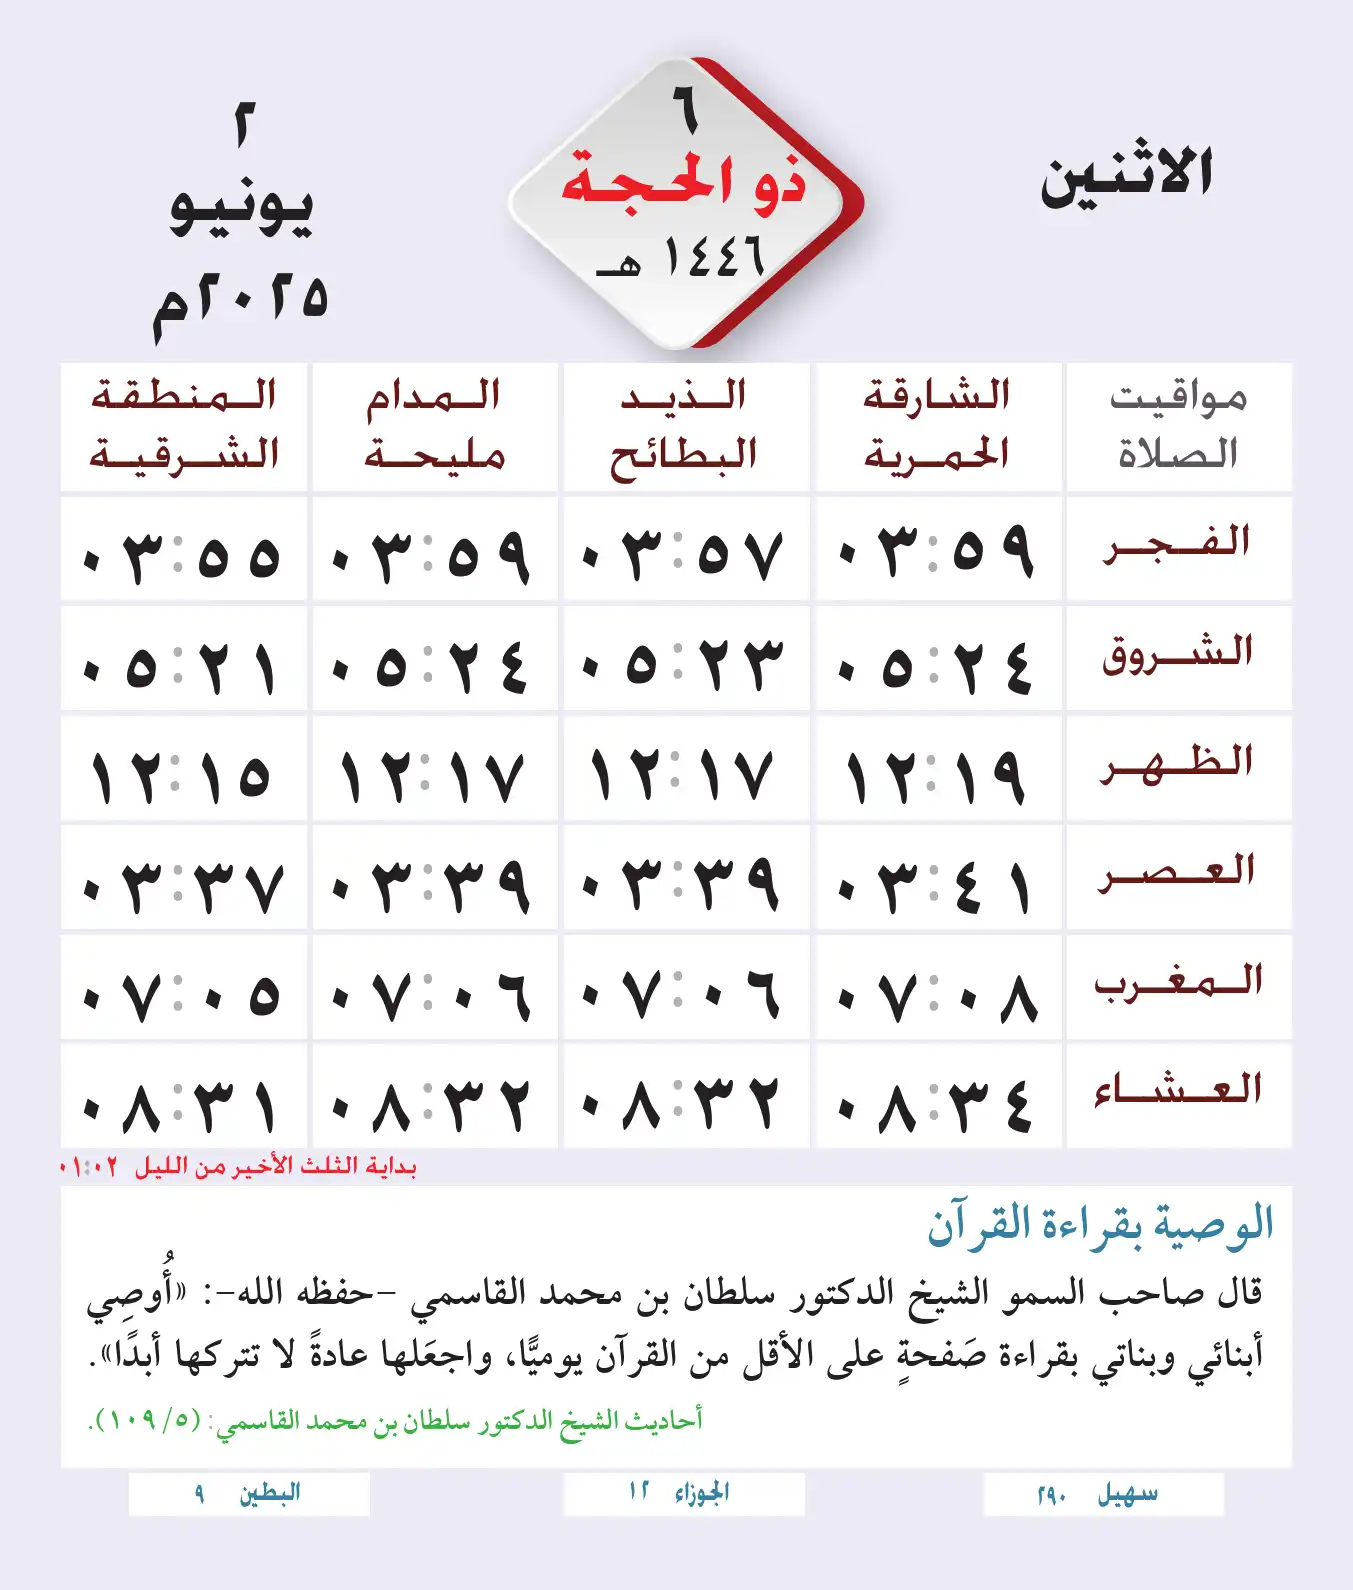 الاثنين
٦
ذو الحجة
١٤٤٦ هـ
٢
يونيو
٢٠٢٥م
مواقيت الصلاة | الشارقة الحمرية | الذيد البطائح | المدام مليحة | المنطقة الشرقية
الفجر ٠٣:٥٩ ٠٣:٥٧ ٠٣:٥٩ ٠٣:٥٥
الشروق ٠٥:٢٤ ٠٥:٢٣ ٠٥:٢٤ ٠٥:٢١
الظهر ١٢:١٩ ١٢:١٧ ١٢:١٧ ١٢:١٥
العصر ٠٣:٤١ ٠٣:٣٩ ٠٣:٣٩ ٠٣:٣٧
المغرب ٠٧:٠٨ ٠٧:٠٦ ٠٧:٠٦ ٠٧:٠٥
العشاء ٠٨:٣٤ ٠٨:٣٢ ٠٨:٣٢ ٠٨:٣١
بداية الثلث الأخير من الليل ٠١:٠٢
الوصية بقراءة القرآن
قال صاحب السمو الشيخ الدكتور سلطان بن محمد القاسمي -حفظه الله-: «أُوصِي
أبنائي وبناتي بقراءة صَفحةٍ على الأقل من القرآن يوميًّا، واجعَلها عادةً لا تتركها أبدًا».
أحاديث الشيخ الدكتور سلطان بن محمد القاسمي: (٥/ ١٠٩).
سهيل ٢٩٠
الجوزاء ١٢
البطين ٩